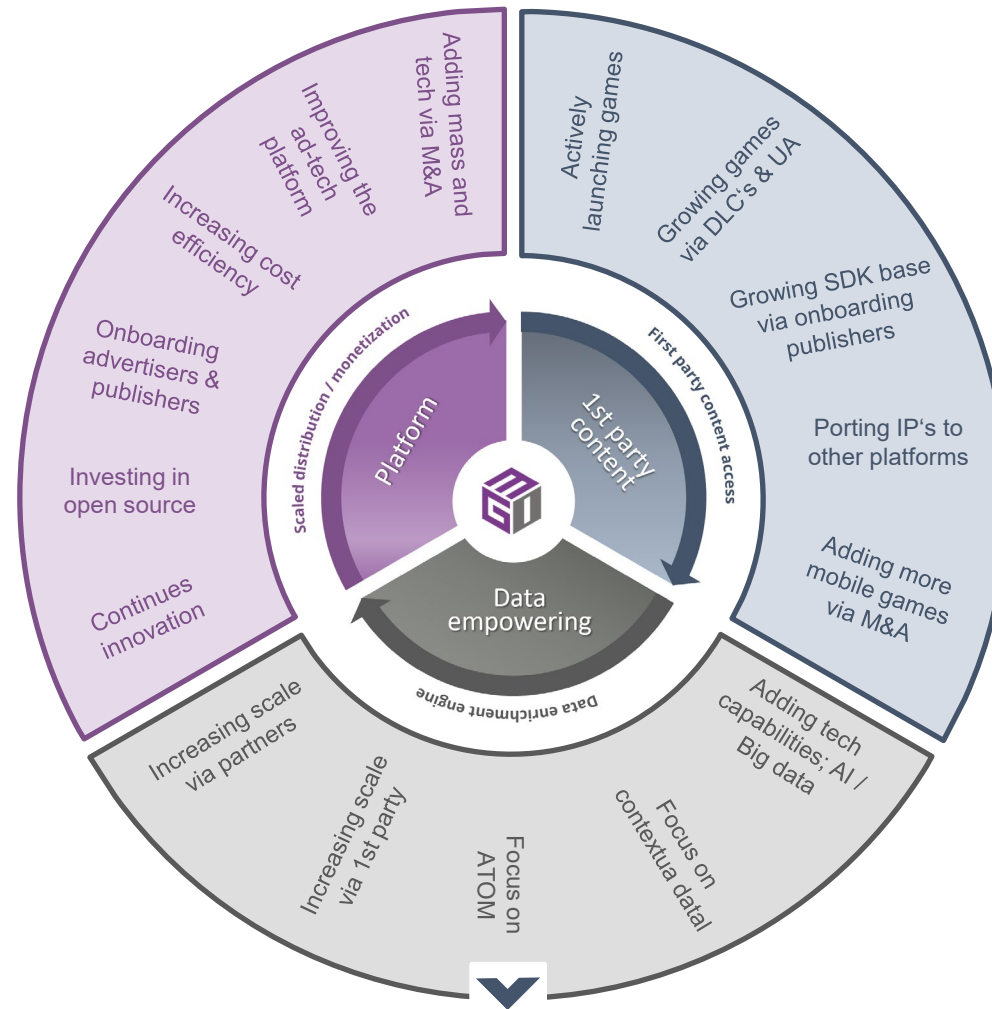 Adding mass and
tech via M&A
Improving the
ad-tech
platform
Increasing cost
efficiency
Onboarding
advertisers &
publishers
Investing in
open source
Continues
innovation
Actively
launching games
Growing games
via DLC‘s & UA
Growing SDK base
via onboarding
publishers
Porting IP‘s to
other platforms
Adding more
mobile games
via M&A
Scaled distribution / monetization
First party content access
Platform
1st party
content
MGI
Data
empowering
Data enrichment engine
Increasing scale
via partners
Increasing scale
via 1st party
Focus on
ATOM
Focus on
contextua datal
Adding tech
capabilities; AI /
Big data